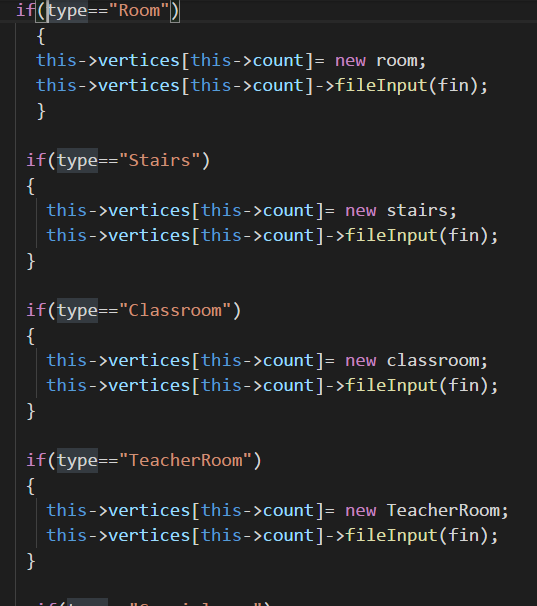 if(type=="Room")
{
this->vertices[this->count]= new room;
this->vertices[this->count]->fileInput(fin);
}
if(type=="Stairs")
{
this->vertices[this->count]= new stairs;
this->vertices[this->count]->fileInput(fin);
}
if(type=="Classroom")
{
this->vertices[this->count]= new classroom;
this->vertices[this->count]->fileInput(fin);
}
if(type=="TeacherRoom")
{
this->vertices[this->count]= new TeacherRoom;
this->vertices[this->count]->fileInput(fin);
}